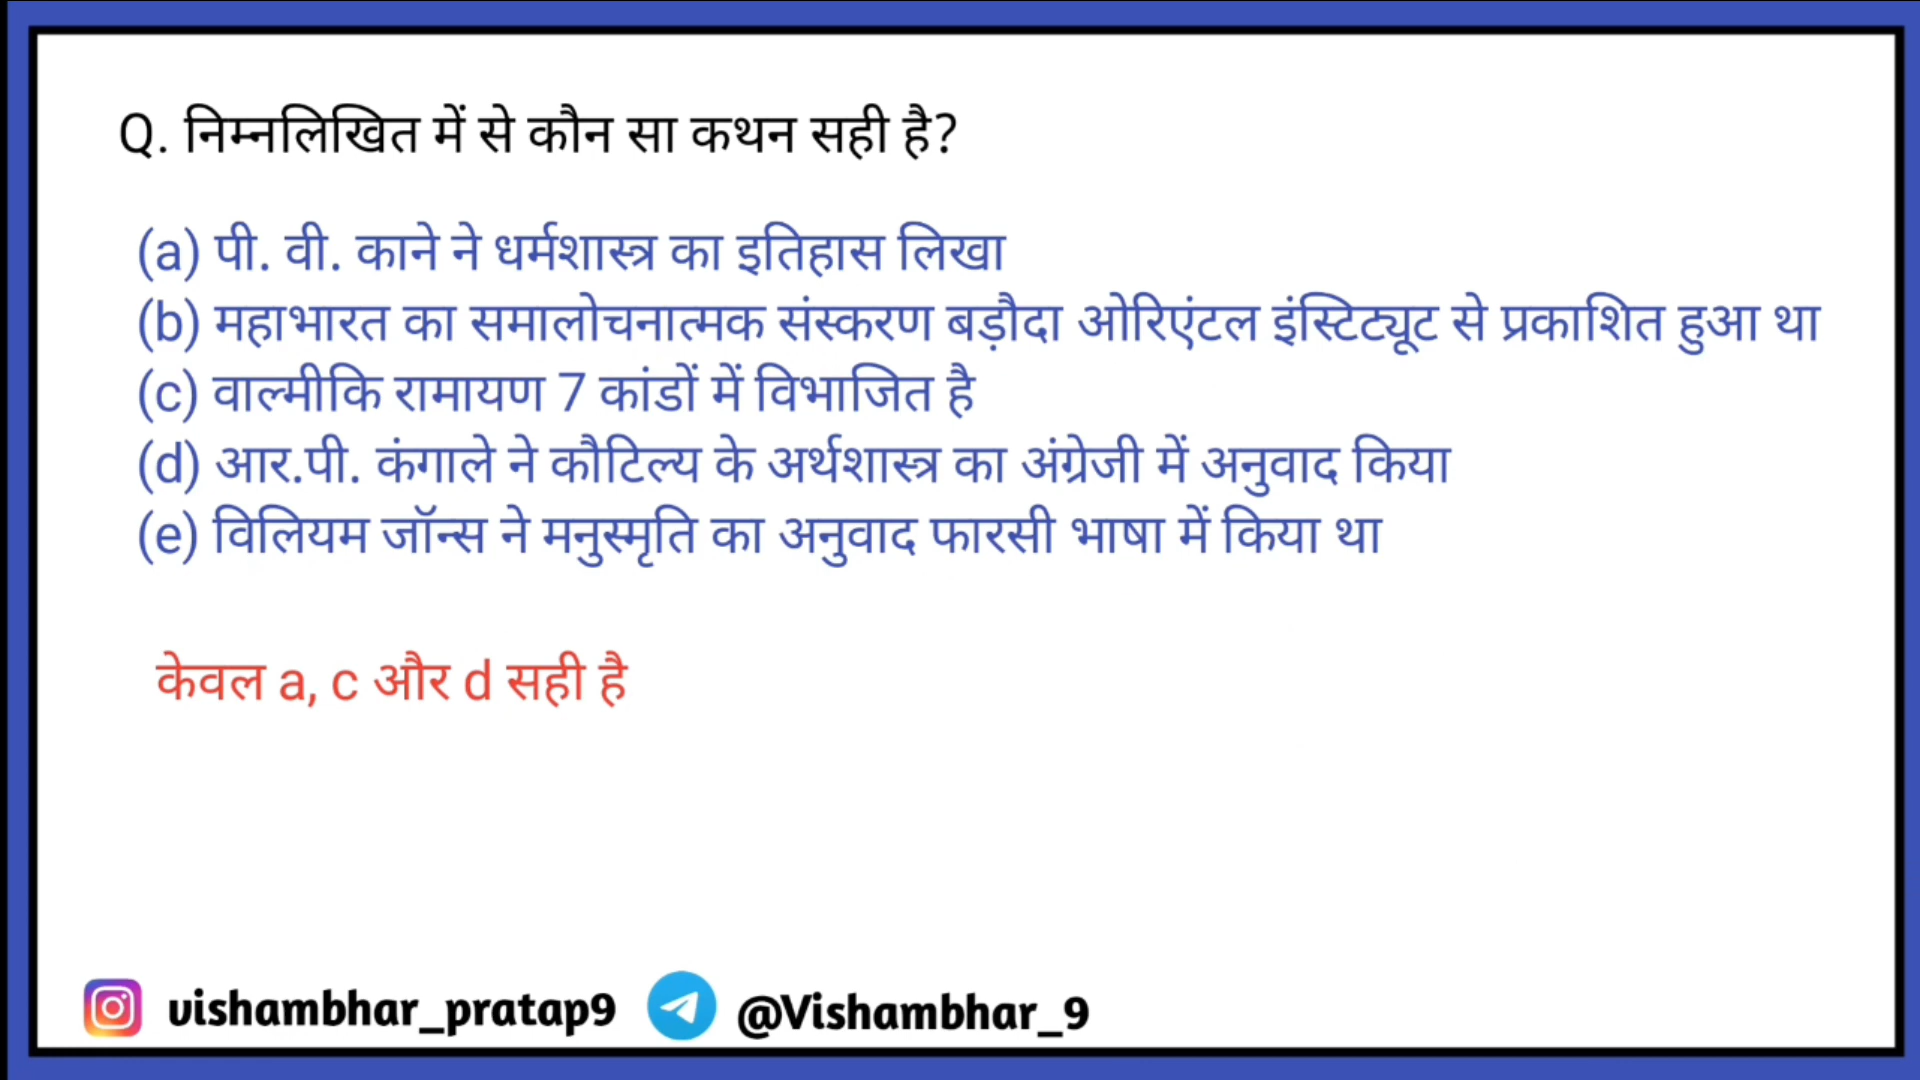 Q. निम्नलिखित में से कौन सा कथन सही है?
(a) पी. वी. काने ने धर्मशास्त्र का इतिहास लिखा
(b) महाभारत का समालोचनात्मक संस्करण बड़ौदा ओरिएंटल इंस्टिट्यूट से प्रकाशित हुआ था
(c) वाल्मीकि रामायण 7 कांडों में विभाजित है
(d) आर.पी. कंगाले ने कौटिल्य के अर्थशास्त्र का अंग्रेजी में अनुवाद किया
(e) विलियम जॉन्स ने मनुस्मृति का अनुवाद फारसी भाषा में किया था
केवल a, c और d सही है
vishambhar_pratap9 @Vishambhar_9